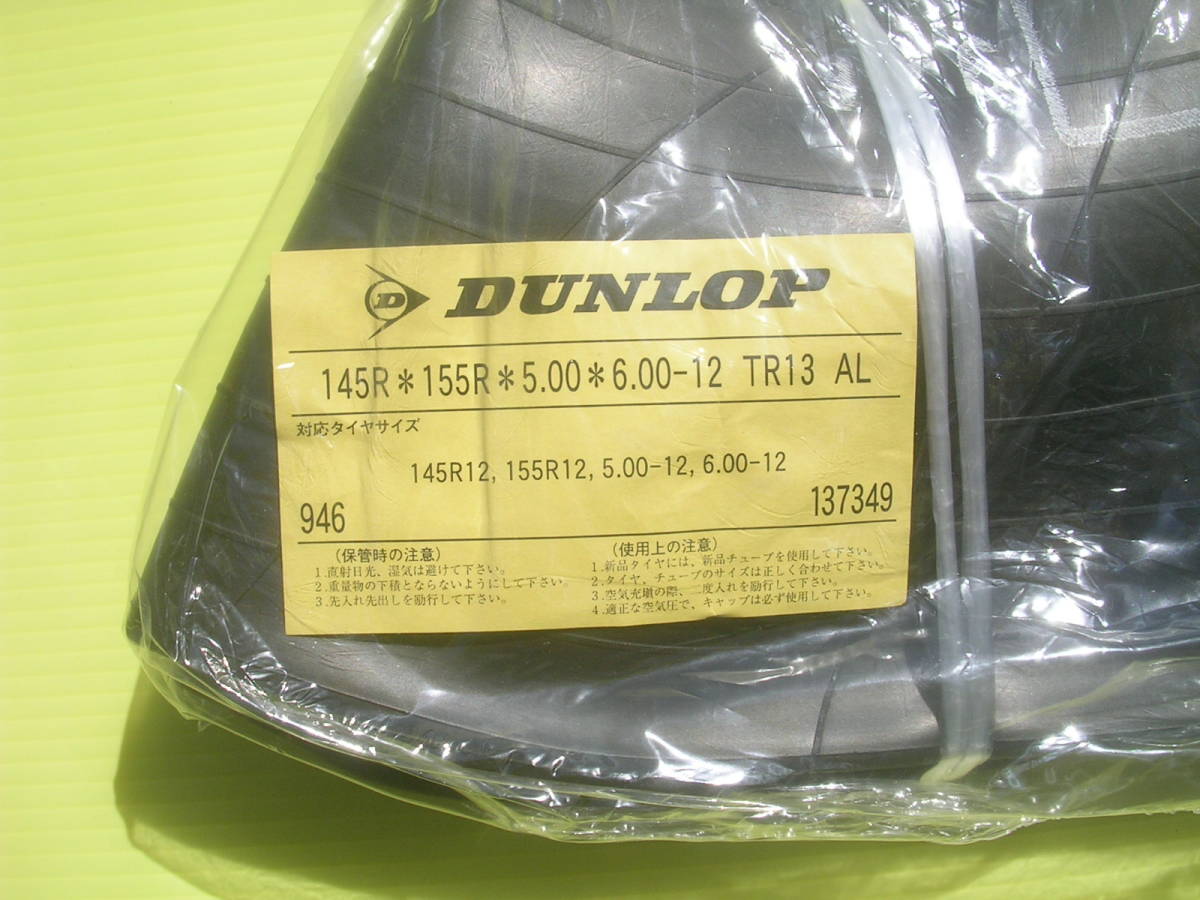 D DUNLOP
145R*155R*5.00*6.00-12 TR13 AL
対応タイヤサイズ
145R12, 155R12, 5.00-12, 6.00-12
946
137349
(保管時の注意)
1.直射日光、湿気は避けて下さい。
2.重量物の下積とならないようにして下さい。
3.先入れ先出しを励行して下さい。
(使用上の注意)
1.新品タイヤには、新品チューブを使用して下さい。
2.タイヤ、チューブのサイズは正しく合わせて下さい。
3.空気充塡の際、二度入れを励行して下さい。
4.適正な空気圧で、キャップは必ず使用して下さい。